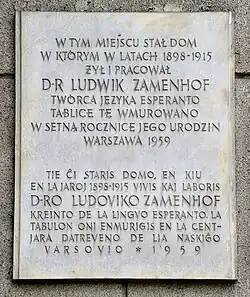 W TYM MIEJSCU STAŁ DOM
W KTÓRYM W LATACH 1898-1915
ŻYŁ I PRACOWAŁ
D-R LUDWIK ZAMENHOF
TWÓRCA JĘZYKA ESPERANTO
TABLICĘ TĘ WMUROWANO
W SETNĄ ROCZNICĘ JEGO URODZIN
WARSZAWA 1959
TIE ĈI STARIS DOMO, EN KIU
EN LA JAROJ 1898-1915 VIVIS KAJ LABORIS
D-RO LUDOVIKO ZAMENHOF
KREINTO DE LA LINGVO ESPERANTO. LA
TABULON ONI ENMURIGIS EN LA CENT-
JARA DATREVENO DE LIA NASKIĜO
VARSOVIO * 1959